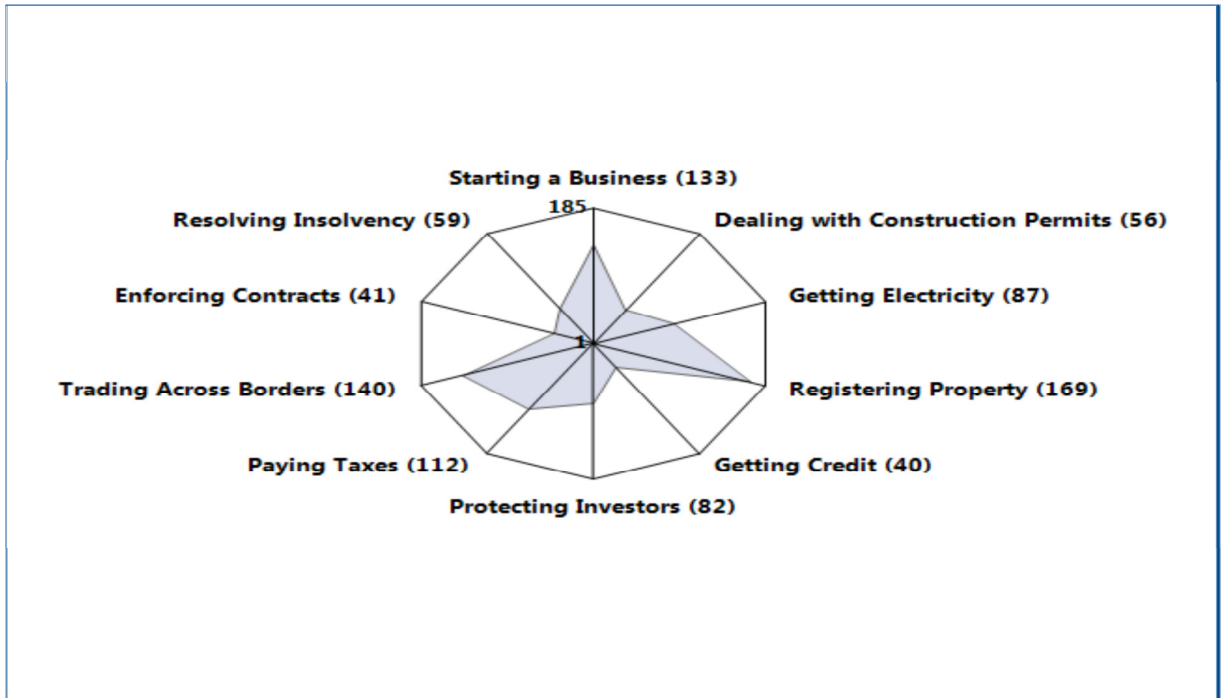 Starting a Business (133)
185
Resolving Insolvency (59)
Dealing with Construction Permits (56)
Enforcing Contracts (41)
Getting Electricity (87)
1
Trading Across Borders (140)
Registering Property (169)
Paying Taxes (112)
Getting Credit (40)
Protecting Investors (82)